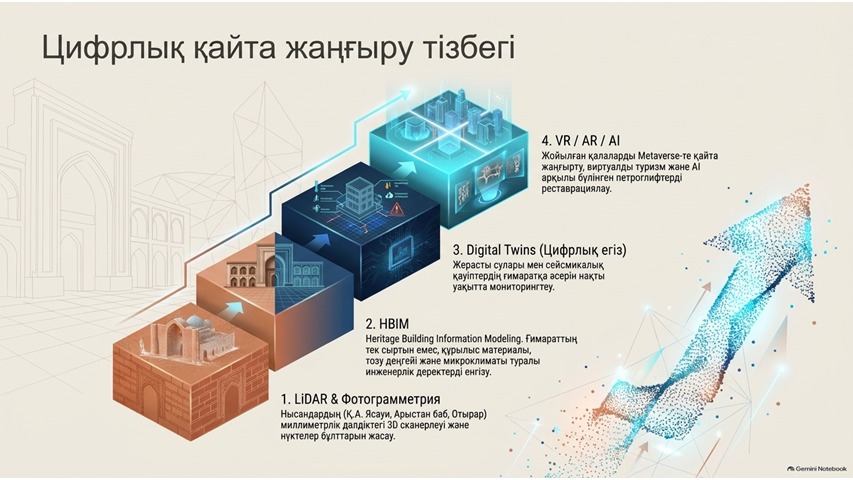 Цифрлық қайта жаңғыру тізбегі
4. VR / AR / AI
Жойылған қалаларды Metaverse-те қайта
жаңғырту, виртуалды туризм және AI
арқылы бүлінген петроглифтерді
реставрациялау.
3. Digital Twins (Цифрлық егіз)
Жерасты сулары мен сейсмикалық
қауіптердің ғимаратқа әсерін нақты
уақытта мониторингтеу.
2. HBIM
Heritage Building Information Modeling. Ғимараттың
тек сыртын емес, құрылыс материалы,
тозу деңгейі және микроклиматы туралы
инженерлік деректерді енгізу.
1. LiDAR & Фотограмметрия
Нысандардың (Қ.А. Ясауи, Арыстан баб, Отырар)
миллиметрлік далдіктегі 3D сканерлеуі және
нүктелер бұлттарын жасау.
Gemini Notebook